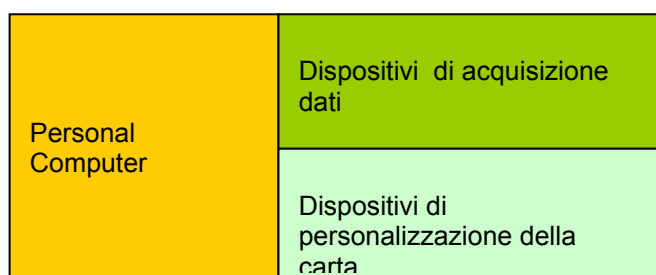 Personal
Computer
Dispositivi di acquisizione
dati
Dispositivi di
personalizzazione della
carta